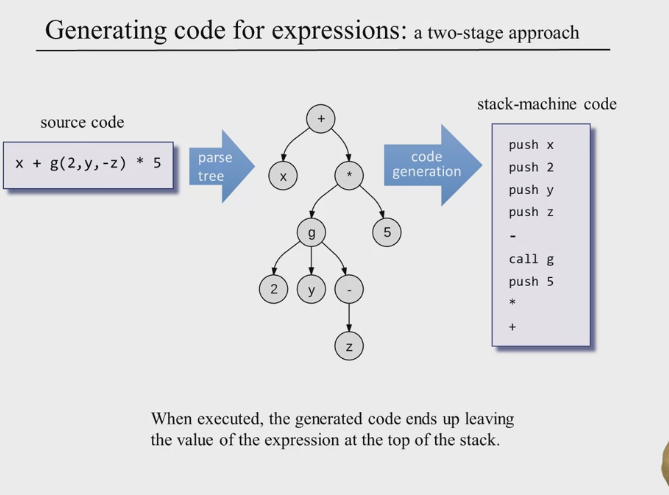 Generating code for expressions: a two-stage approach
source code
x + g(2,y,-z) * 5
parse
tree
+
x
*
g
5
2
y
-
z
code
generation
stack-machine code
push x
push 2
push y
push z
-
call g
push 5
*
+
When executed, the generated code ends up leaving
the value of the expression at the top of the stack.